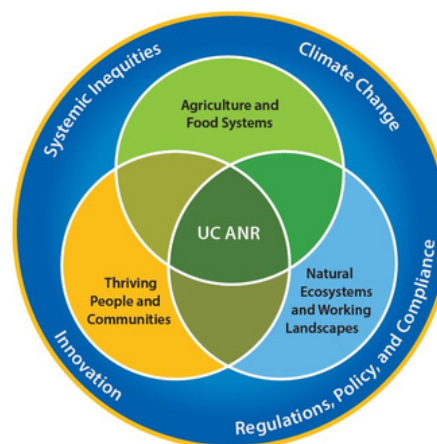 Systemic Inequities
Climate Change
Agriculture and
Food Systems
UC ANR
Thriving
People and
Communities
Natural
Ecosystems
and Working
Landscapes
Innovation
Regulations, Policy, and Compliance